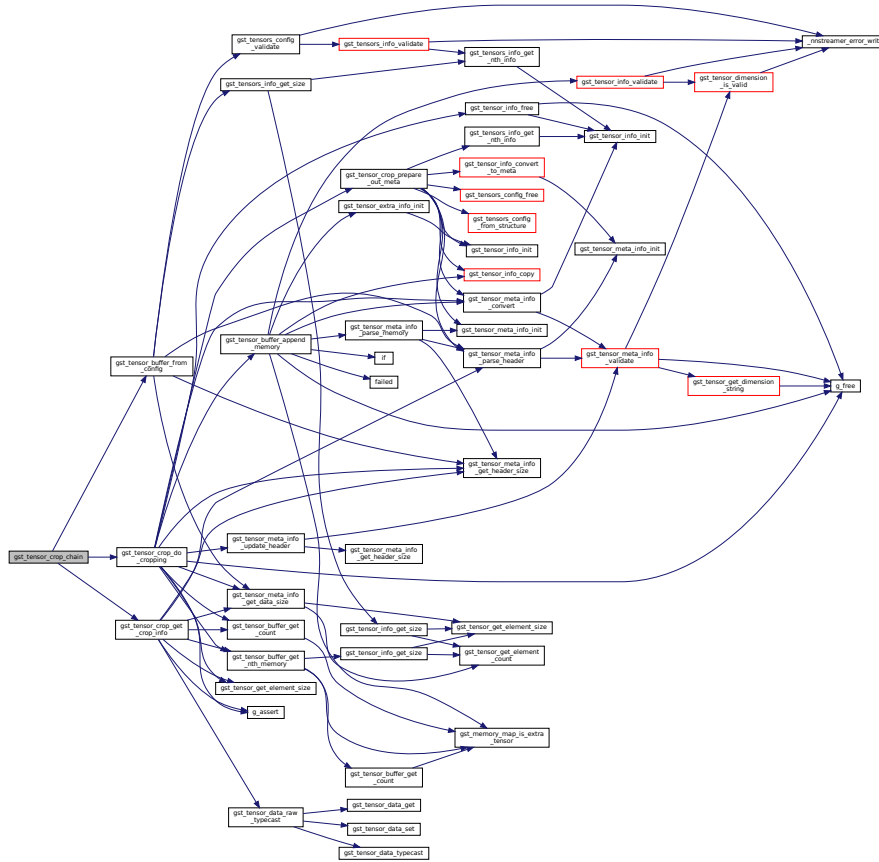 gst_tensors_config
_validate
gst_tensors_info_validate
_nnstreamer_error_write
gst_tensors_info_get
_nth_info
gst_tensors_info_get_size
gst_tensor_info_validate
gst_tensor_dimension
_is_valid
gst_tensor_info_free
gst_tensors_info_get
_nth_info
gst_tensor_info_init
gst_tensor_crop_prepare
_out_meta
gst_tensor_info_convert
_to_meta
gst_tensors_config_free
gst_tensor_extra_info_init
gst_tensors_config
_from_structure
gst_tensor_info_init
gst_tensor_meta_info_init
gst_tensor_info_copy
gst_tensor_meta_info
_convert
gst_tensor_buffer_append
_memory
gst_tensor_meta_info
_parse_memory
gst_tensor_meta_info_init
gst_tensor_buffer_from
_config
if
gst_tensor_meta_info
_parse_header
gst_tensor_meta_info
_validate
failed
gst_tensor_get_dimension
_string
g_free
gst_tensor_meta_info
_get_header_size
gst_tensor_crop_chain
gst_tensor_crop_do
_cropping
gst_tensor_meta_info
_update_header
gst_tensor_meta_info
_get_header_size
gst_tensor_meta_info
_get_data_size
gst_tensor_crop_get
_crop_info
gst_tensor_buffer_get
_count
gst_tensor_info_get_size
gst_tensor_get_element_size
gst_tensor_buffer_get
_nth_memory
gst_tensor_info_get_size
gst_tensor_get_element
_count
gst_tensor_get_element_size
g_assert
gst_memory_map_is_extra
_tensor
gst_tensor_buffer_get
_count
gst_tensor_data_raw
_typecast
gst_tensor_data_get
gst_tensor_data_set
gst_tensor_data_typecast